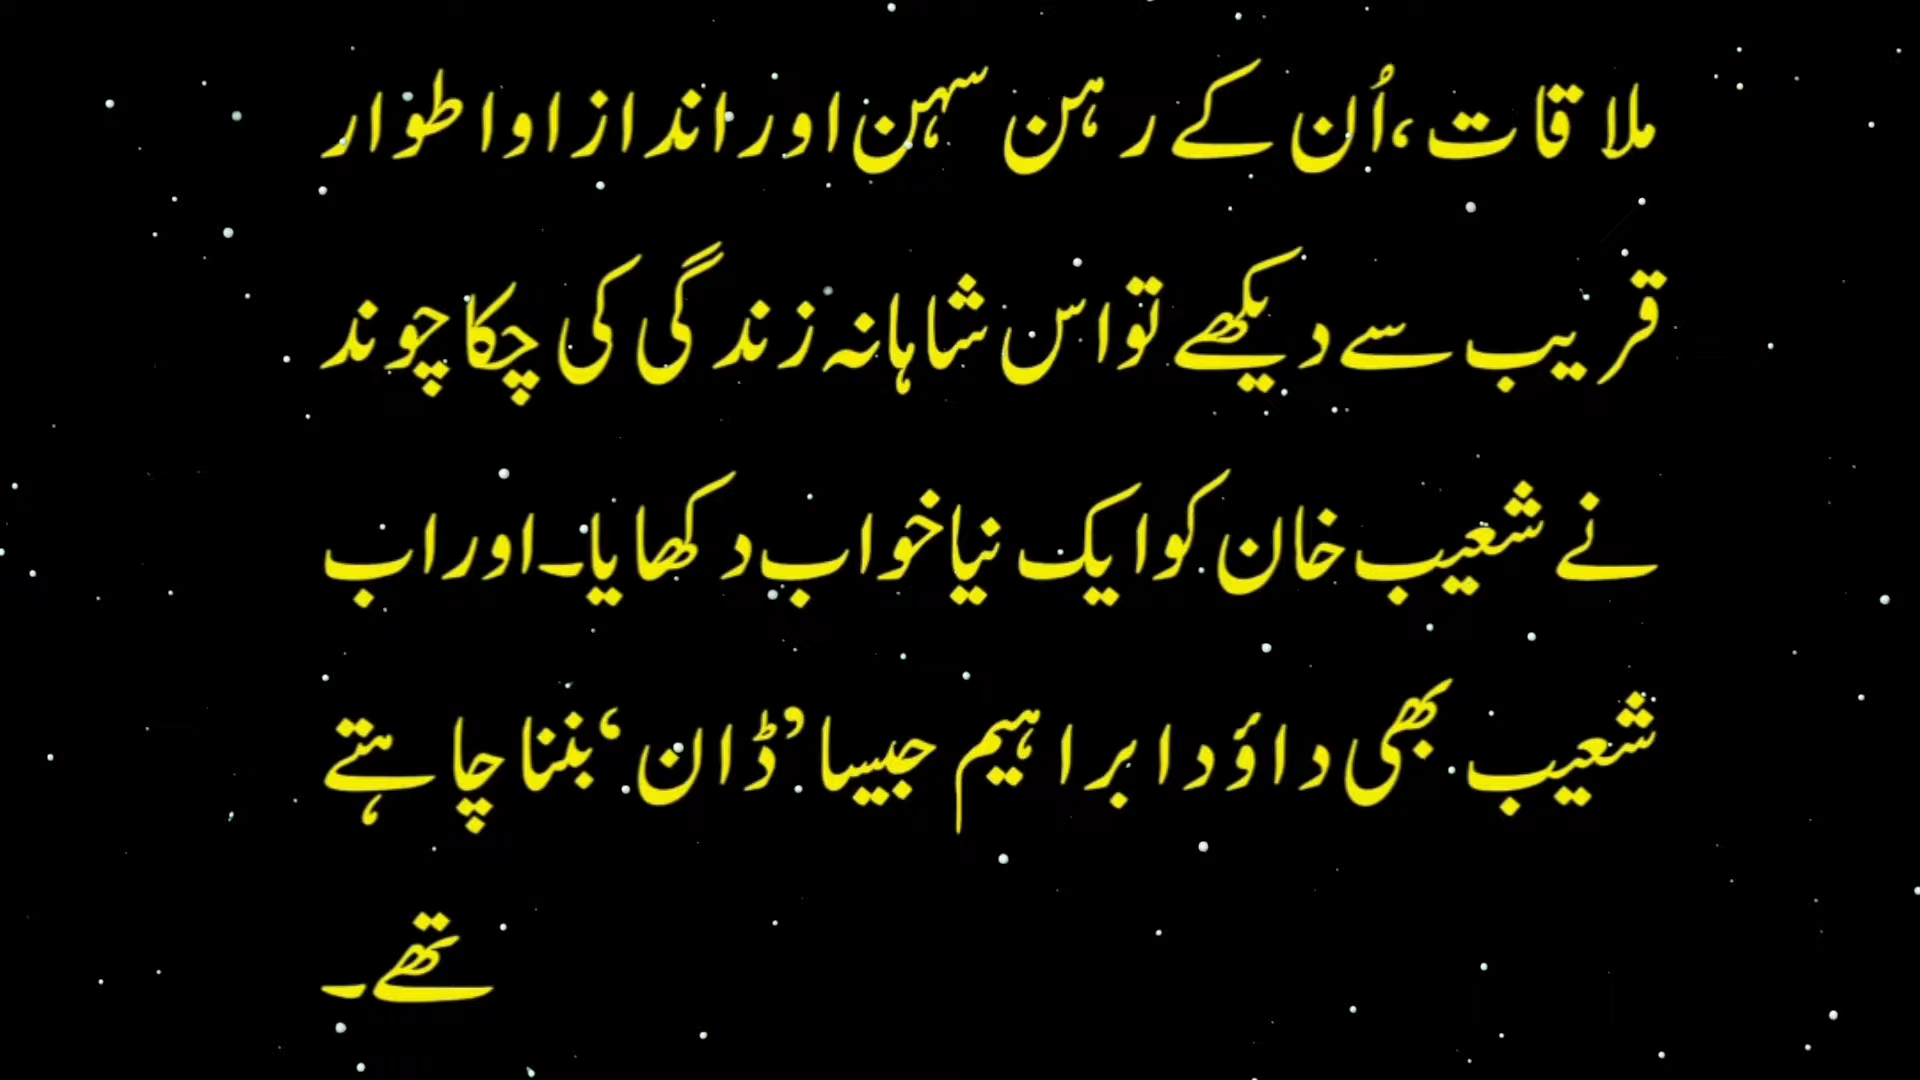 ملاقات، اُن کے رہن سہن اور انداز اواطوار
قریب سے دیکھے تو اس شاہانہ زندگی کی چکا چوند
نے شعیب خان کو ایک نیا خواب دکھایا۔ اور اب
شعیب بھی داؤد ابراہیم جیسا ’ڈان‘ بننا چاہتے
تھے۔